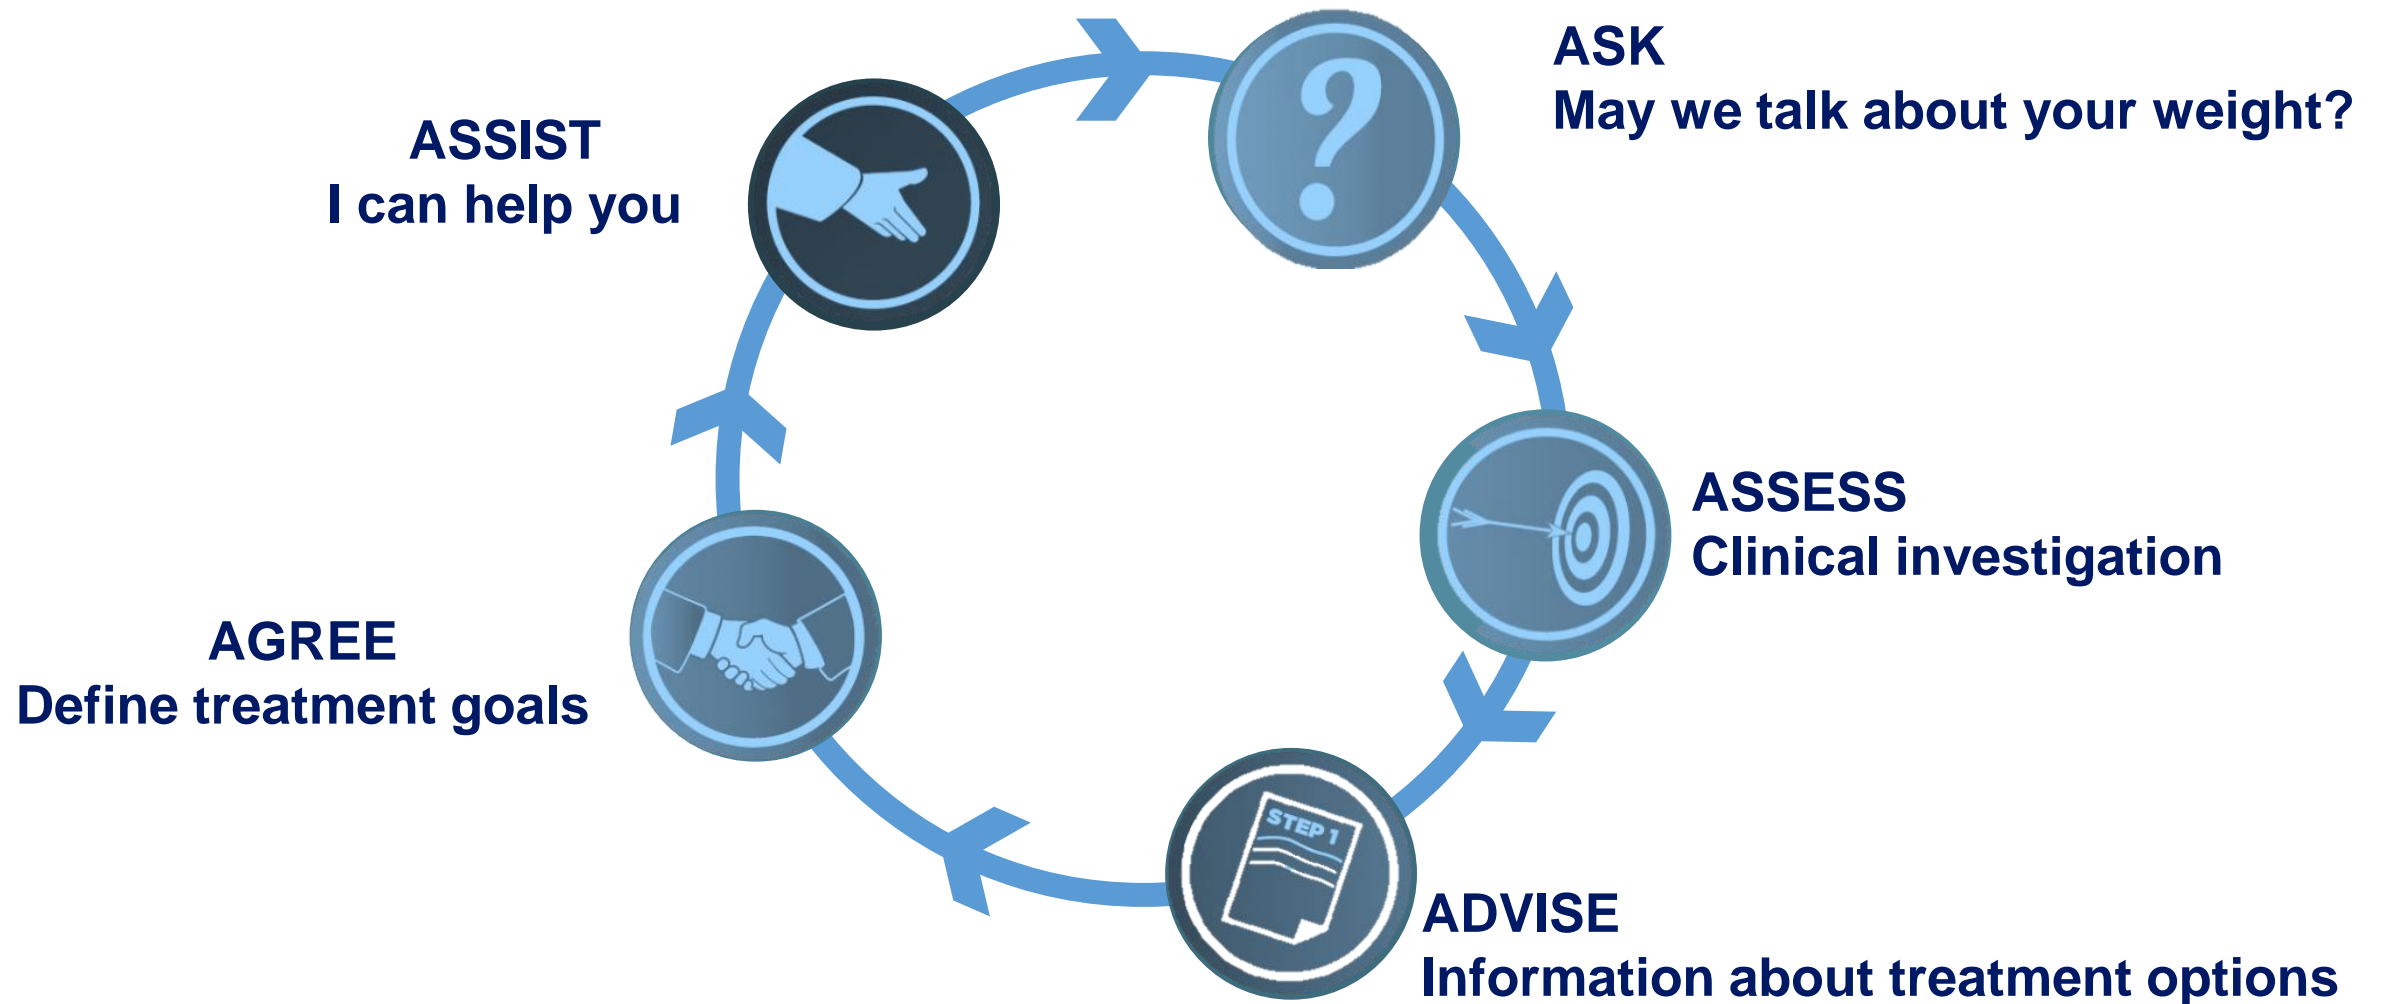 ASK
May we talk about your weight?
ASSESS
Clinical investigation
STEP 1
ADVISE
Information about treatment options
AGREE
Define treatment goals
ASSIST
I can help you